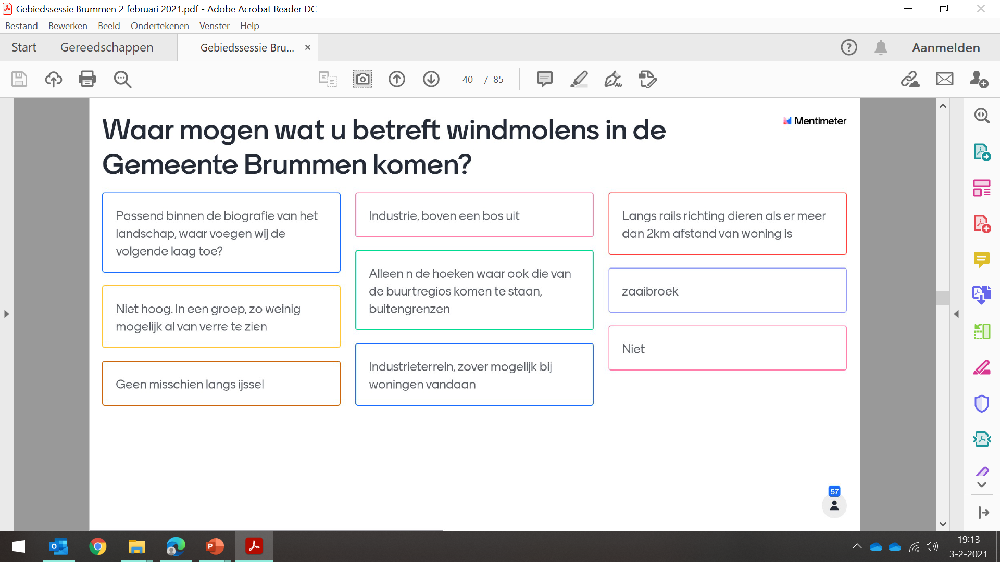 Gebiedssessie Brummen 2 februari 2021.pdf - Adobe Acrobat Reader DC
Bestand Bewerken Beeld Ondertekenen Venster Help
Start Gereedschappen Gebiedssessie Bru... × Aanmelden
40 / 85
Waar mogen wat u betreft windmolens in de
Gemeente Brummen komen?
Mentimeter
Passend binnen de biografie van het
landschap, waar voegen wij de
volgende laag toe?
Niet hoog. In een groep, zo weinig
mogelijk al van verre te zien
Geen misschien langs ijssel
Industrie, boven een bos uit
Alleen n de hoeken waar ook die van
de buurtregios komen te staan,
buitengrenzen
Industrieterrein, zover mogelijk bij
woningen vandaan
Langs rails richting dieren als er meer
dan 2km afstand van woning is
zaaibroek
Niet
57
19:13
3-2-2021